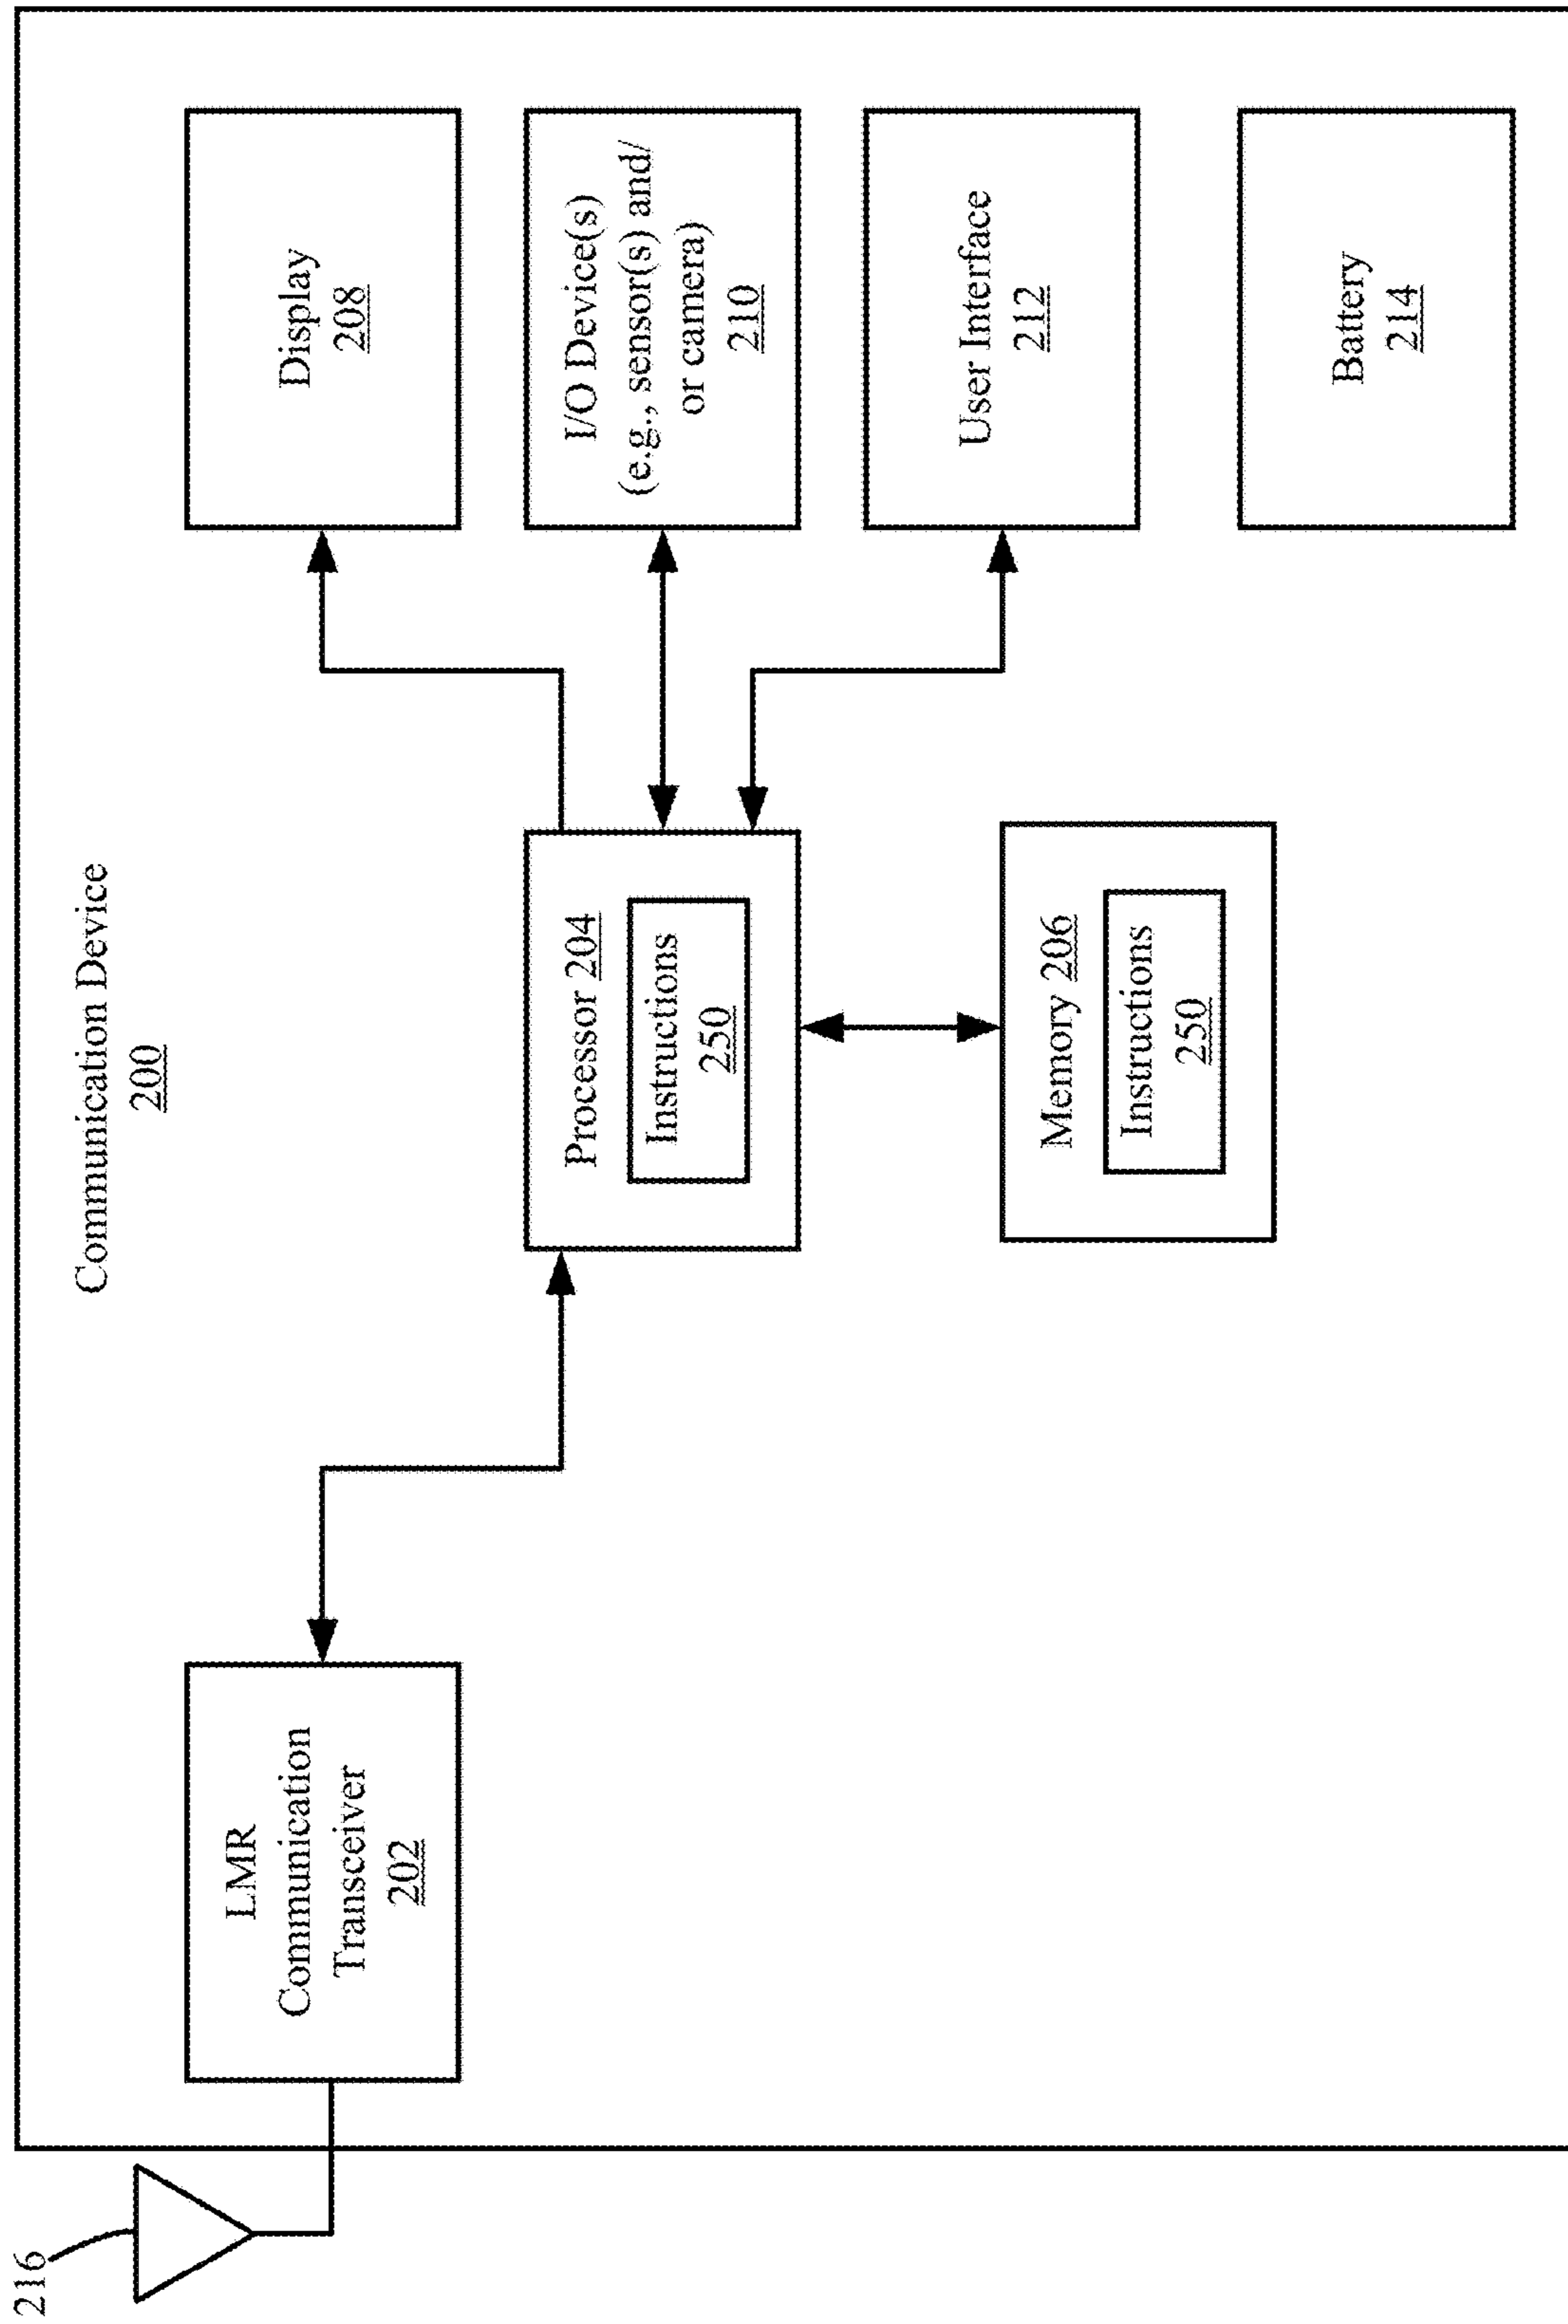 Communication Device
200
216
LMR
Communication
Transceiver
202
Processor 204
Instructions
250
Memory 206
Instructions
250
Display
208
I/O Device(s)
(e.g., sensor(s) and/
or camera)
210
User Interface
212
Battery
214